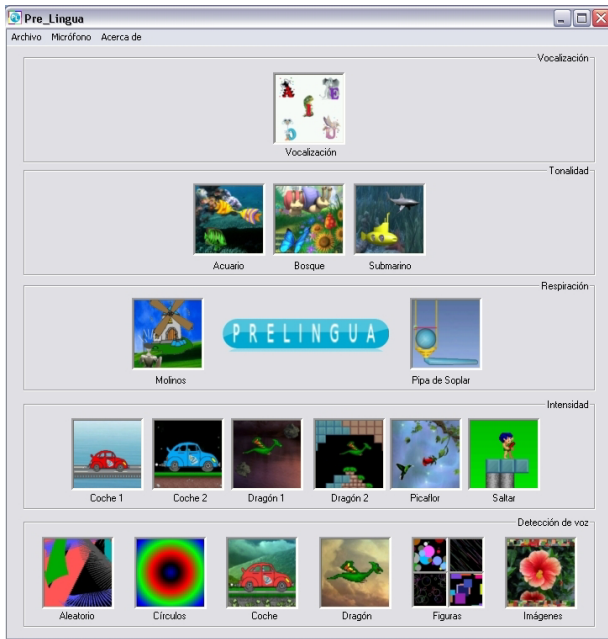 Pre_Lingua
Archivo Micrófono Acerca de
Vocalización
A E I O U
Vocalización
Tonalidad
Acuario Bosque Submarino
Respiración
PRELINGUA
Molinos Pipa de Soplar
Intensidad
Coche 1 Coche 2 Dragón 1 Dragón 2 Picaflor Saltar
Detección de voz
Aleatorio Círculos Coche Dragón Figuras Imágenes